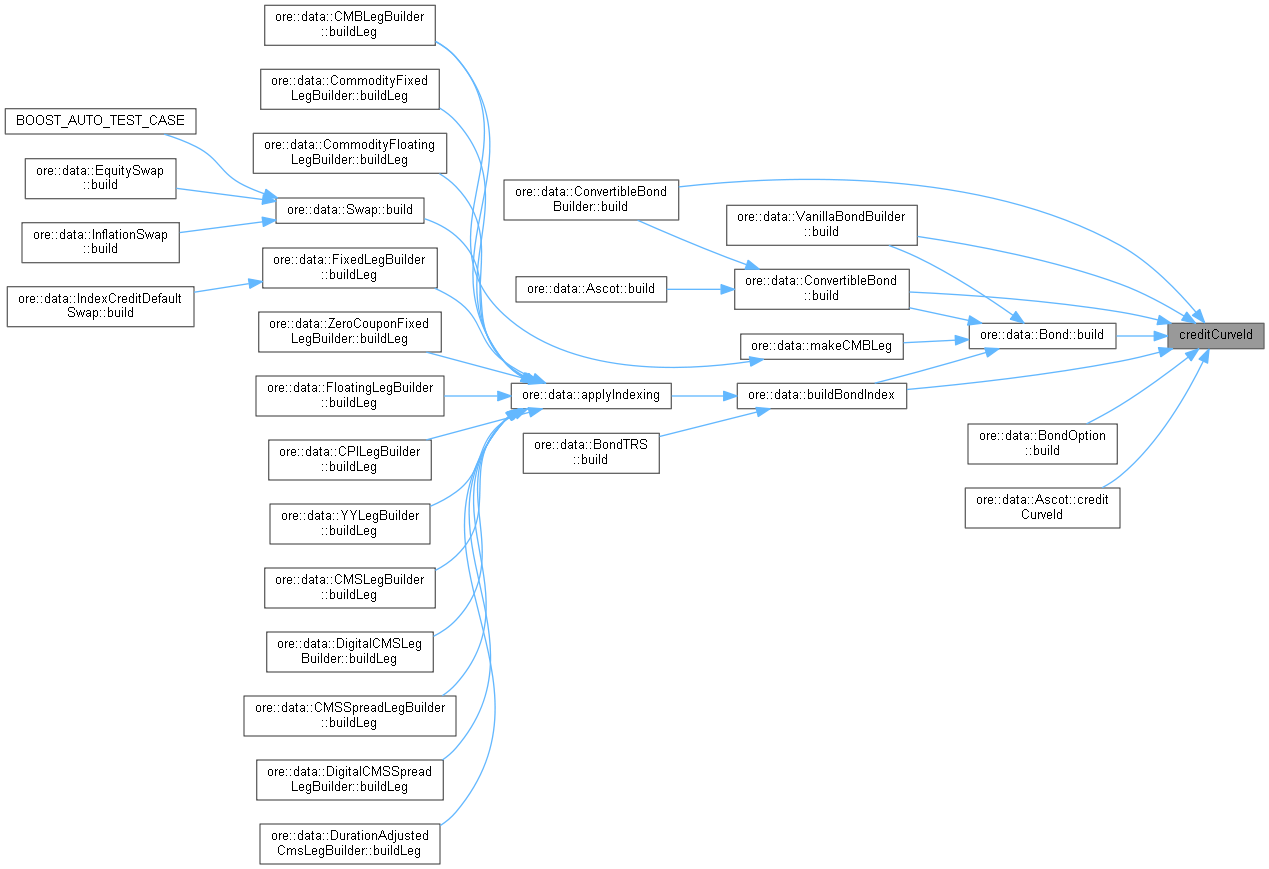 ore::data::CMBLegBuilder
::buildLeg
ore::data::CommodityFixed
LegBuilder::buildLeg
BOOST_AUTO_TEST_CASE
ore::data::CommodityFloating
LegBuilder::buildLeg
ore::data::EquitySwap
::build
ore::data::ConvertibleBond
Builder::build
ore::data::Swap::build
ore::data::VanillaBondBuilder
::build
ore::data::InflationSwap
::build
ore::data::FixedLegBuilder
::buildLeg
ore::data::ConvertibleBond
::build
ore::data::Ascot::build
ore::data::IndexCreditDefault
Swap::build
ore::data::ZeroCouponFixed
LegBuilder::buildLeg
ore::data::Bond::build
creditCurveId
ore::data::makeCMBLeg
ore::data::FloatingLegBuilder
::buildLeg
ore::data::applyIndexing
ore::data::buildBondIndex
ore::data::CPILegBuilder
::buildLeg
ore::data::BondTRS
::build
ore::data::BondOption
::build
ore::data::YYLegBuilder
::buildLeg
ore::data::Ascot::credit
CurveId
ore::data::CMSLegBuilder
::buildLeg
ore::data::DigitalCMSLeg
Builder::buildLeg
ore::data::CMSSpreadLegBuilder
::buildLeg
ore::data::DigitalCMSSpread
LegBuilder::buildLeg
ore::data::DurationAdjusted
CmsLegBuilder::buildLeg